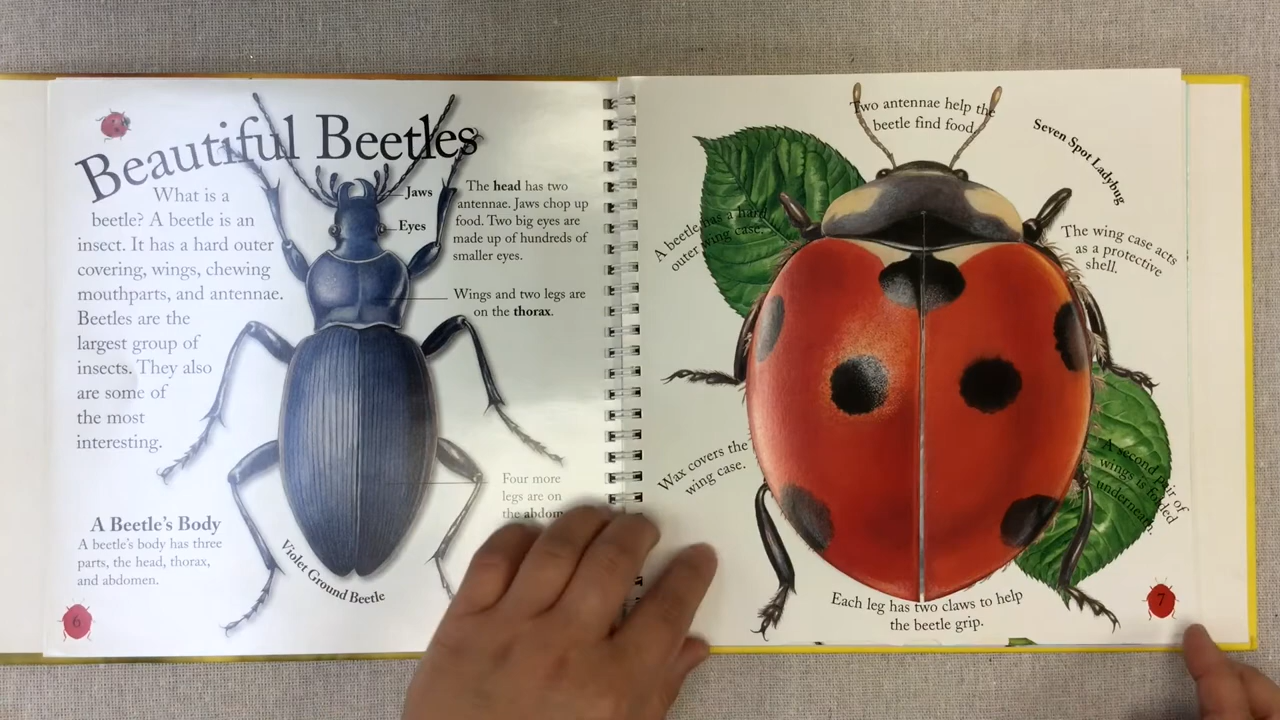 Beautiful Beetles
What is a
beetle? A beetle is an
insect. It has a hard outer
covering, wings, chewing
mouthparts, and antennae.
Beetles are the
largest group of
insects. They also
are some of
the most
interesting.
Jaws
Eyes
The head has two
antennae. Jaws chop up
food. Two big eyes are
made up of hundreds of
smaller eyes.
Wings and two legs are
on the thorax.
Four more
legs are on
the
A Beetle's Body
A beetle's body has three
parts, the head, thorax,
and abdomen.
Violet Ground Beetle
6
Two antennae help the
beetle find food.
Seven Spot Ladybug
A beetle has a hard
outer wing case.
The wing case acts
as a protective
shell.
Wax covers the
wing case.
A second pair of
wings is folded
underneath.
Each leg has two claws to help
the beetle grip.
7